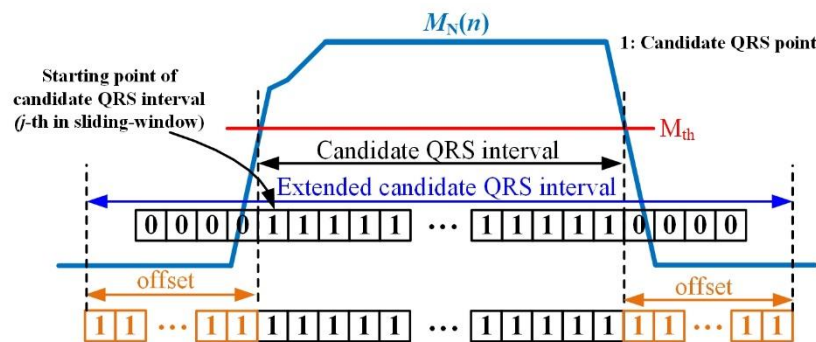 M_N(n)
1: Candidate QRS point
Starting point of
candidate QRS interval
(j-th in sliding-window)
M_th
Candidate QRS interval
Extended candidate QRS interval
0 0 0 0 1 1 1 1 1 ··· 1 1 1 1 1 0 0 0 0
offset
offset
1 1 ··· 1 1 1 1 1 1 1 ··· 1 1 1 1 1 1 1 ··· 1 1